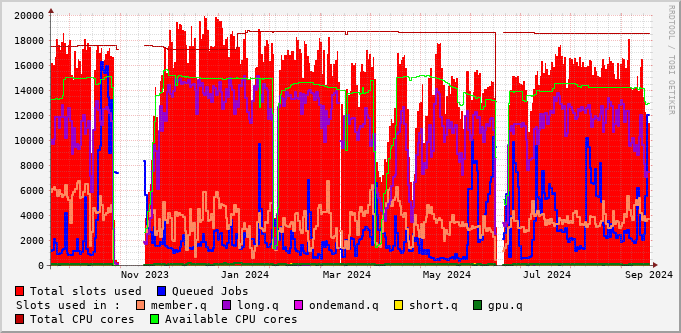 20000
18000
16000
14000
12000
10000
8000
6000
4000
2000
0
Nov 2023 Jan 2024 Mar 2024 May 2024 Jul 2024 Sep 2024
RRDTOOL / TOBI OETIKER
Total slots used Queued Jobs
Slots used in : member.q long.q ondemand.q short.q gpu.q
Total CPU cores Available CPU cores